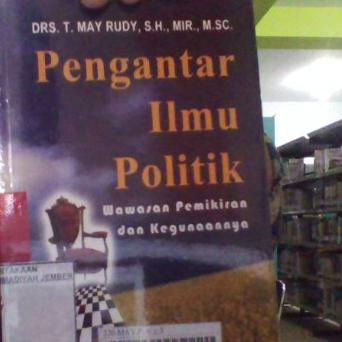 DRS. T. MAY RUDY, S.H., MIR., M.SC.
Pengantar
Ilmu
Politik
Wawasan Pemikiran
dan Kegunaannya